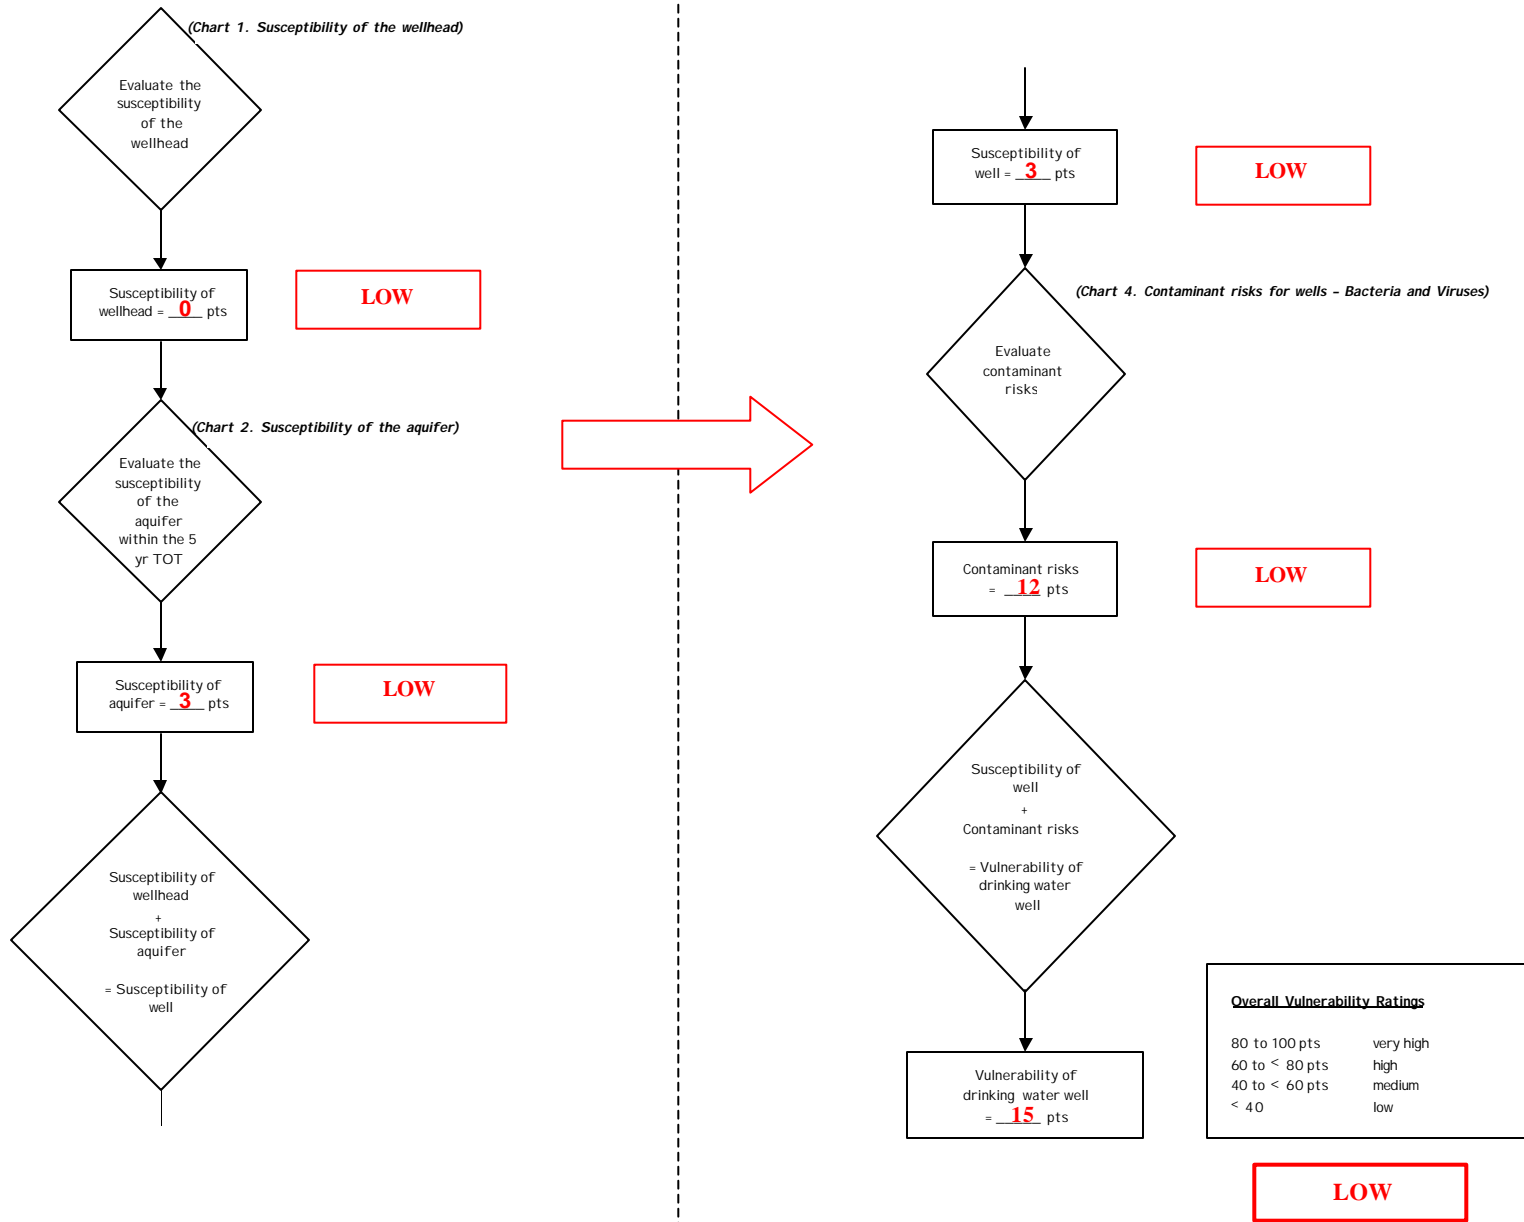 (Chart 1. Susceptibility of the wellhead)
Evaluate the
susceptibility
of the
wellhead
Susceptibility of
wellhead = 0 pts
LOW
(Chart 2. Susceptibility of the aquifer)
Evaluate the
susceptibility
of the
aquifer
within the 5
yr TOT
Susceptibility of
aquifer = 3 pts
LOW
Susceptibility of
wellhead
+
Susceptibility of
aquifer
= Susceptibility of
well
Susceptibility of
well = 3 pts
LOW
(Chart 4. Contaminant risks for wells – Bacteria and Viruses)
Evaluate
contaminant
risks
Contaminant risks
= 12 pts
LOW
Susceptibility of
well
+
Contaminant risks
= Vulnerability of
drinking water
well
Vulnerability of
drinking water well
= 15 pts
Overall Vulnerability Ratings
80 to 100 pts very high
60 to < 80 pts high
40 to < 60 pts medium
< 40 low
LOW